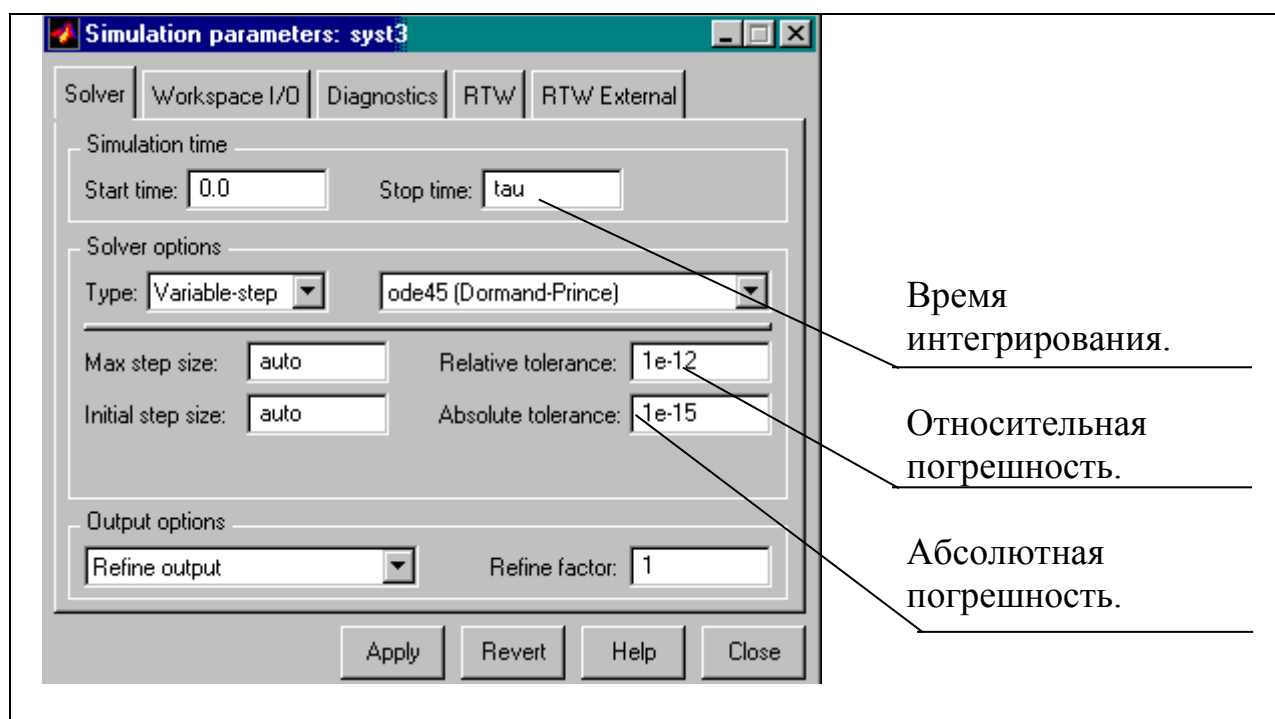 Simulation parameters: syst3
Solver Workspace I/O Diagnostics RTW RTW External
Simulation time
Start time: 0.0 Stop time: tau
Solver options
Type: Variable-step ode45 (Dormand-Prince)
Max step size: auto Relative tolerance: 1e-12
Initial step size: auto Absolute tolerance: 1e-15
Output options
Refine output Refine factor: 1
Apply Revert Help Close
Время
интегрирования.
Относительная
погрешность.
Абсолютная
погрешность.